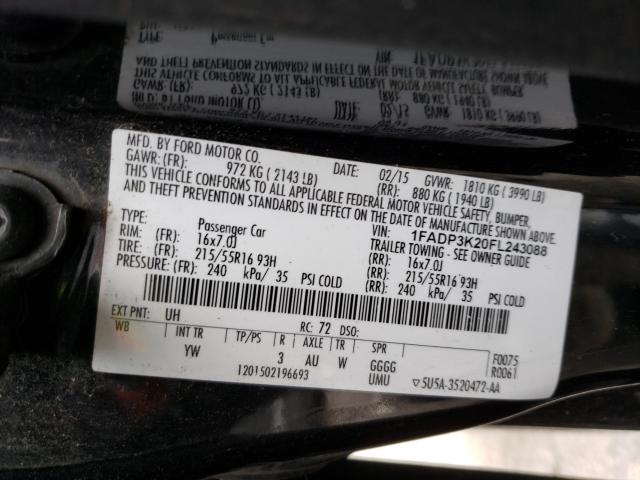 MFD. BY FORD MOTOR CO.
DATE: 02/15 GVWR: 1810 KG ( 3990 LB)
GAWR: (FR): 972 KG ( 2143 LB) (RR): 880 KG ( 1940 LB)
THIS VEHICLE CONFORMS TO ALL APPLICABLE FEDERAL MOTOR VEHICLE SAFETY, BUMPER,
AND THEFT PREVENTION STANDARDS IN EFFECT ON THE DATE OF MANUFACTURE SHOWN ABOVE.
VIN: 1FADP3K20FL243088
TYPE: Passenger Car TRAILER TOWING - SEE OWNER GUIDE
RIM: (FR): 16x7.0J (RR): 16x7.0J
TIRE: (FR): 215/55R16 93H (RR): 215/55R16 93H
PRESSURE: (FR): 240 kPa/ 35 PSI COLD (RR): 240 kPa/ 35 PSI COLD
EXT PNT: UH RC: 72 DSO:
WB INT TR TP/PS R AXLE TR SPR
YW 3 AU W GGGG F0075
1201502196693 UMU 5U5A-3520472-AA R0061